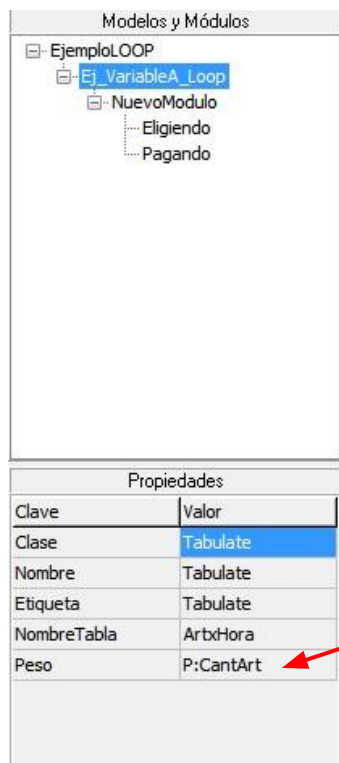 Modelos y Módulos
EjemploLOOP
Ej_VariableA_Loop
NuevoModulo
Eligiendo
Pagando
Propiedades
Clave Valor
Clase Tabulate
Nombre Tabulate
Etiqueta Tabulate
NombreTabla ArtxHora
Peso P:CantArt